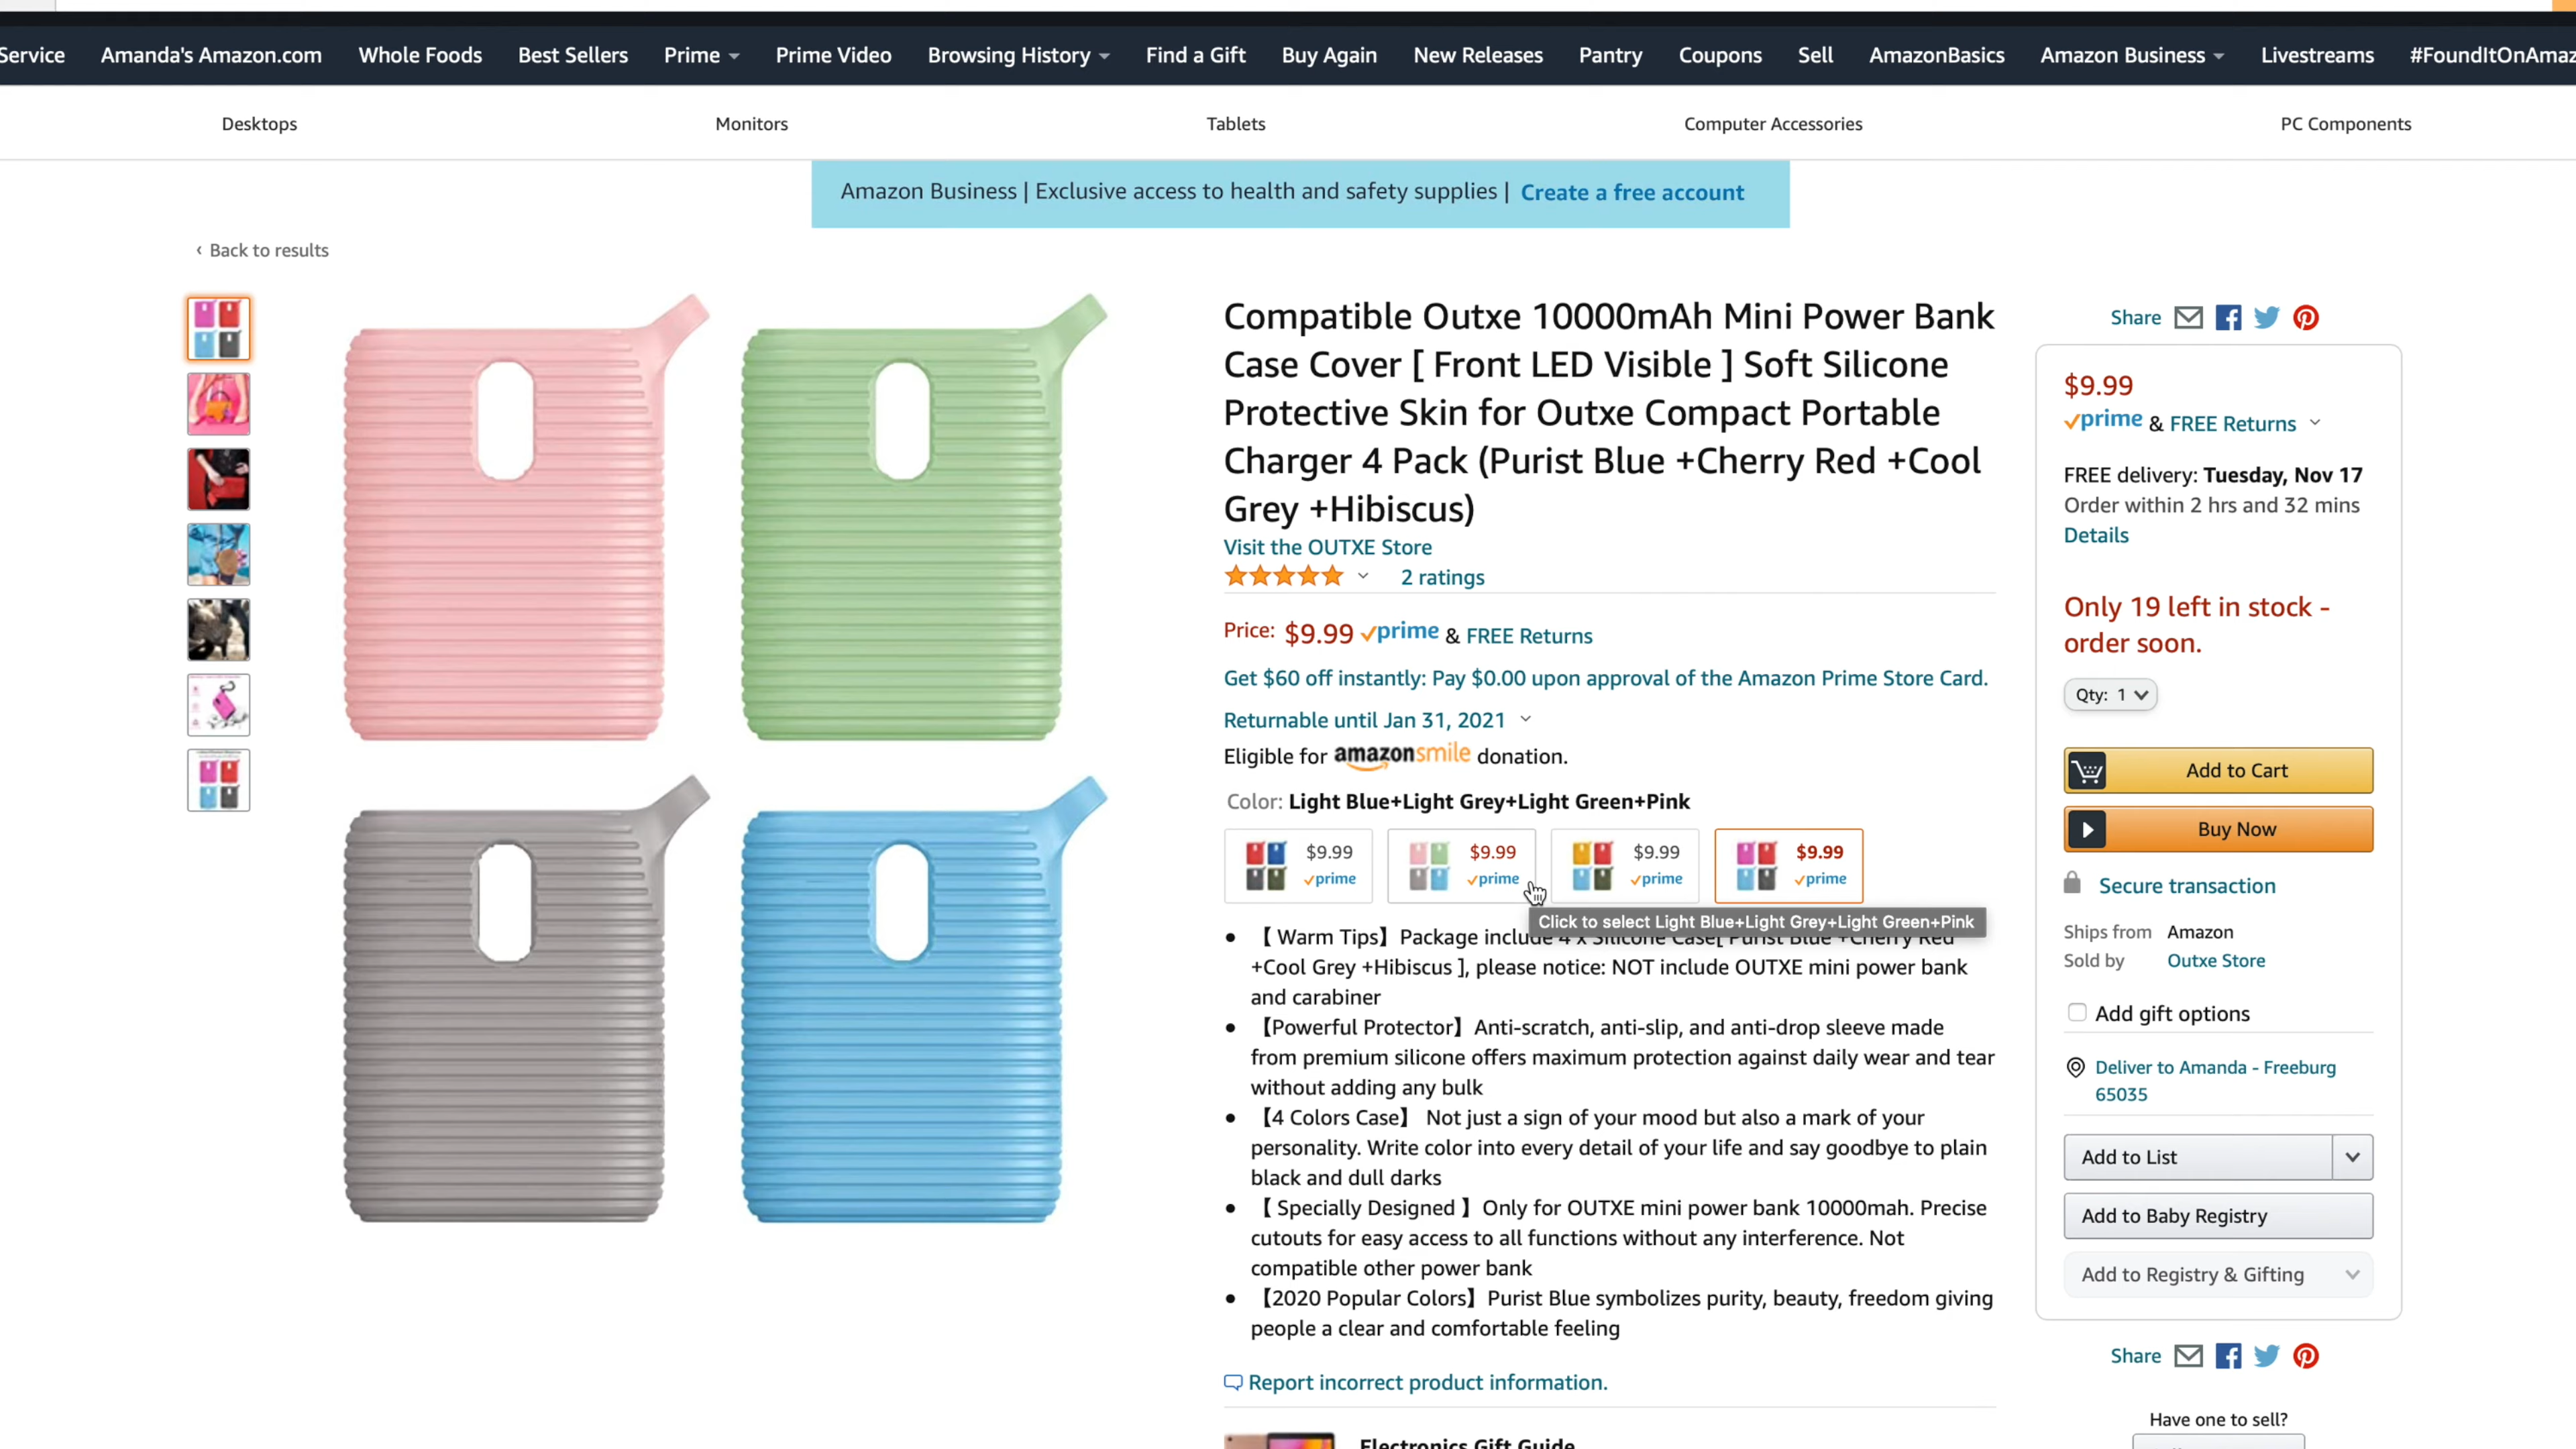 Service Amanda's Amazon.com Whole Foods Best Sellers Prime Prime Video Browsing History Find a Gift Buy Again New Releases Pantry Coupons Sell AmazonBasics Amazon Business Livestreams #FoundItOnAmaz
Desktops Monitors Tablets Computer Accessories PC Components
Amazon Business | Exclusive access to health and safety supplies | Create a free account
‹ Back to results
Compatible Outxe 10000mAh Mini Power Bank
Case Cover [ Front LED Visible ] Soft Silicone
Protective Skin for Outxe Compact Portable
Charger 4 Pack (Purist Blue +Cherry Red +Cool
Grey +Hibiscus)
Visit the OUTXE Store
2 ratings
Price: $9.99 prime & FREE Returns
Get $60 off instantly: Pay $0.00 upon approval of the Amazon Prime Store Card.
Returnable until Jan 31, 2021
Eligible for amazonsmile donation.
Color: Light Blue+Light Grey+Light Green+Pink
$9.99 $9.99 $9.99 $9.99
prime prime prime prime
Click to select Light Blue+Light Grey+Light Green+Pink
• 【 Warm Tips】Package include 4 x Silicone Case[ Purist Blue +Cherry Red
+Cool Grey +Hibiscus ], please notice: NOT include OUTXE mini power bank
and carabiner
• 【Powerful Protector】Anti-scratch, anti-slip, and anti-drop sleeve made
from premium silicone offers maximum protection against daily wear and tear
without adding any bulk
• 【4 Colors Case】 Not just a sign of your mood but also a mark of your
personality. Write color into every detail of your life and say goodbye to plain
black and dull darks
• 【 Specially Designed 】Only for OUTXE mini power bank 10000mah. Precise
cutouts for easy access to all functions without any interference. Not
compatible other power bank
• 【2020 Popular Colors】Purist Blue symbolizes purity, beauty, freedom giving
people a clear and comfortable feeling
Report incorrect product information.
Electronics Gift Guide
Share
$9.99
prime & FREE Returns
FREE delivery: Tuesday, Nov 17
Order within 2 hrs and 32 mins
Details
Only 19 left in stock -
order soon.
Qty: 1
Add to Cart
Buy Now
Secure transaction
Ships from Amazon
Sold by Outxe Store
Add gift options
Deliver to Amanda - Freeburg
65035
Add to List
Add to Baby Registry
Add to Registry & Gifting
Share
Have one to sell?